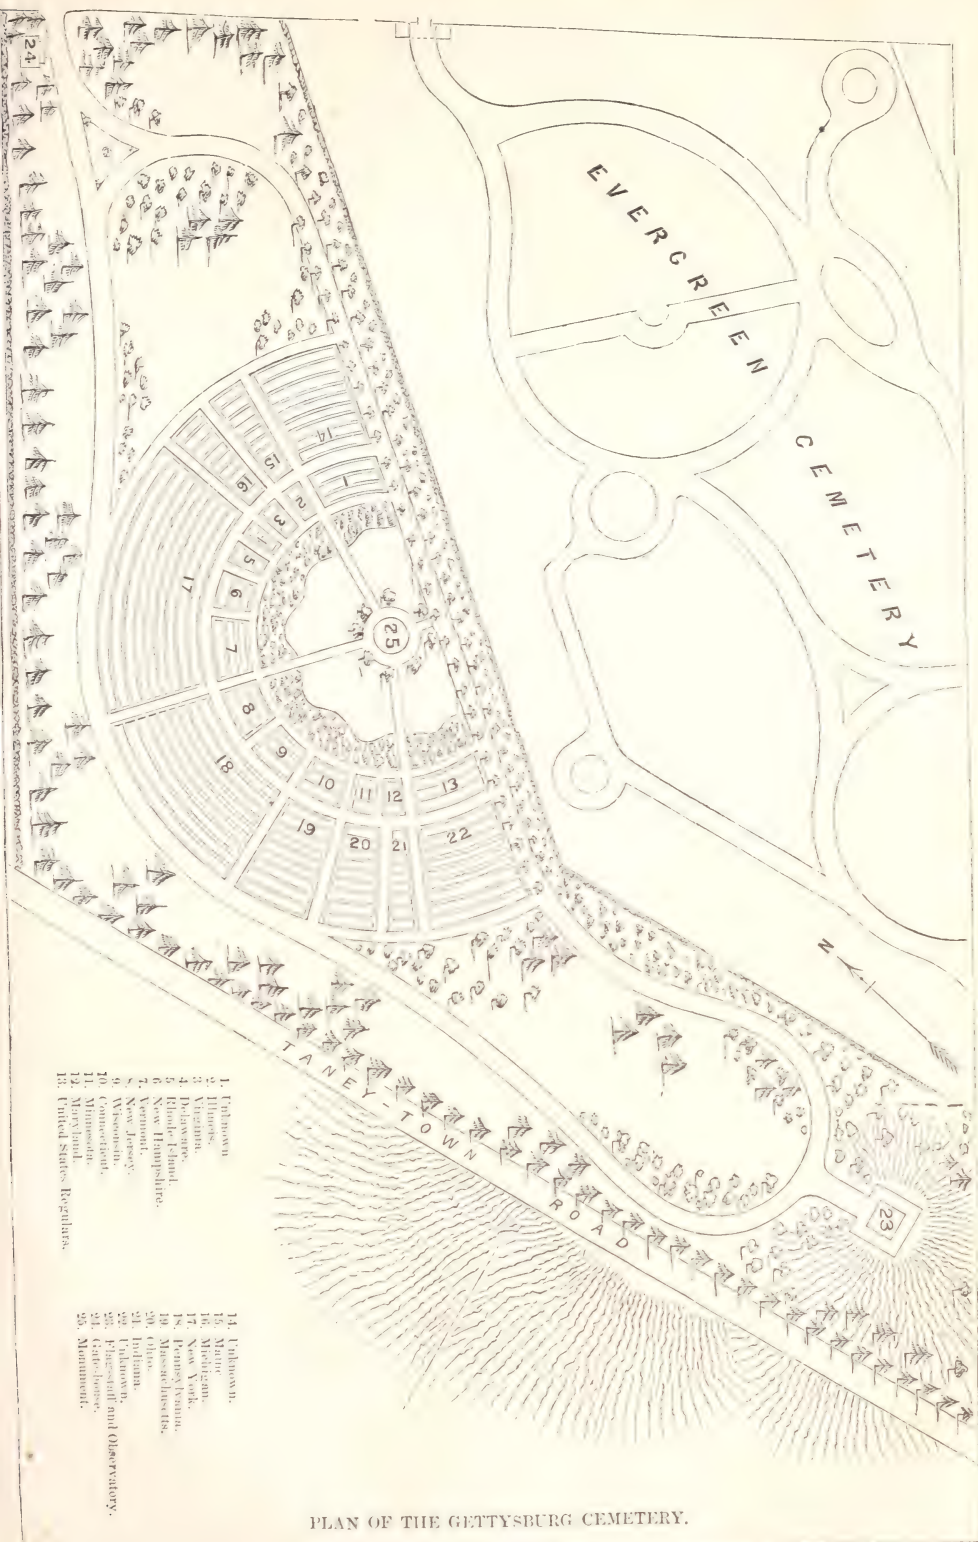 24
EVERGREEN
CEMETERY
14
1
15
2
16
3
4
5
17
6
7
25
8
18
9
10
11
12
13
19
20
21
22
N
TANEY-TOWN ROAD
23
1. Unknown
2. Illinois.
3. Virginia.
4. Delaware.
5. Rhode Island.
6. New Hampshire.
7. Vermont.
8. New Jersey.
9. Wisconsin.
10. Connecticut.
11. Minnesota.
12. Maryland.
13. United States Regulars.
14. Unknown.
15. Maine
16. Michigan.
17. New York.
18. Pennsylvania.
19. Massachusetts.
20. Ohio.
21. Indiana.
22. Unknown.
23. Flagstaff and Observatory.
24. Gate-house.
25. Monument.
PLAN OF THE GETTYSBURG CEMETERY.